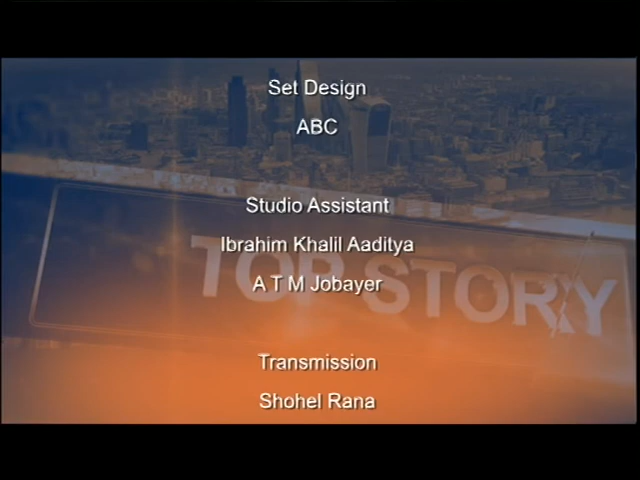 Set Design
ABC
Studio Assistant
Ibrahim Khalil Aaditya
A T M Jobayer
TOP STORY
Transmission
Shohel Rana